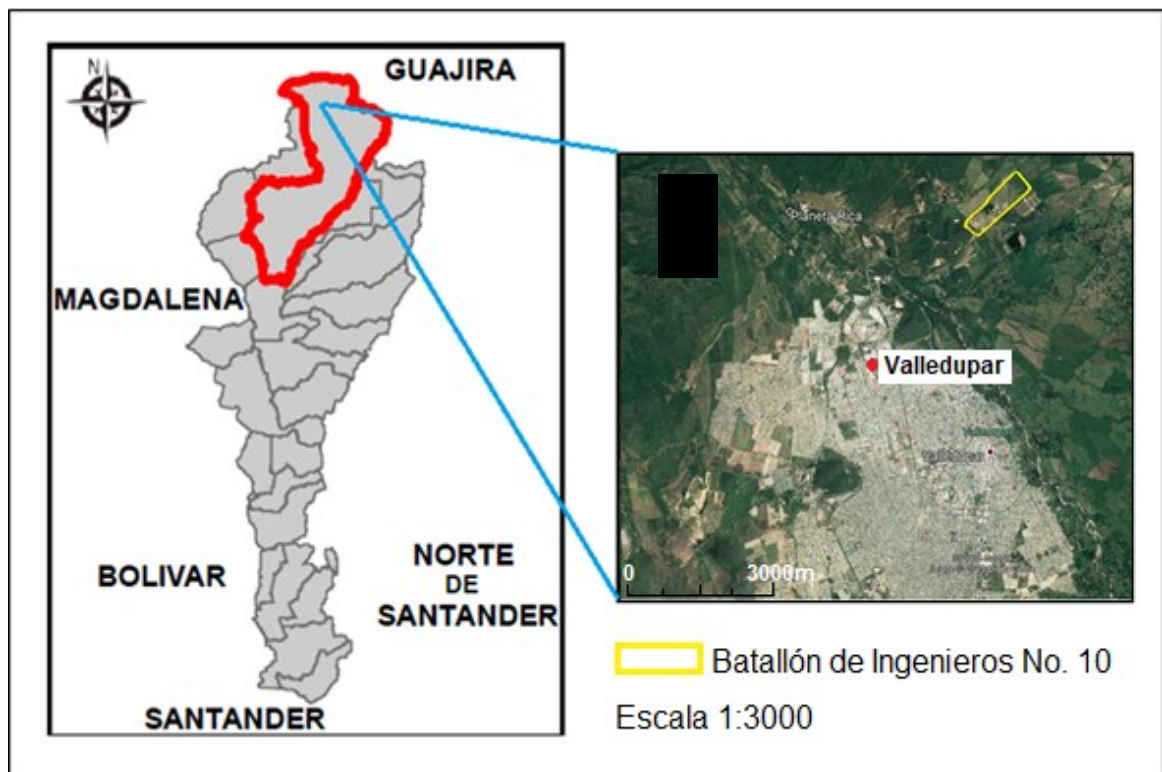 N
GUAJIRA
MAGDALENA
BOLIVAR
NORTE
DE
SANTANDER
SANTANDER
Planeta Rica
Valledupar
Valledupar
0 3000m
Batallón de Ingenieros No. 10
Escala 1:3000